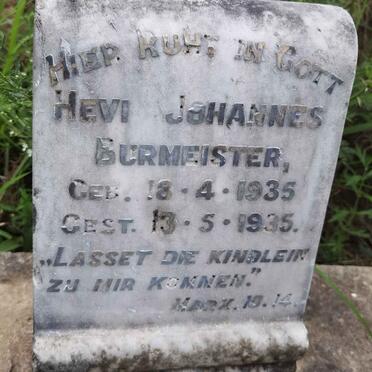 HIER RUHT IN GOTT
HEVI JOHANNES
BURMEISTER,
GEB. 18·4·1935
GEST. 13·5·1935.
„LASSET DIE KINDLEIN
ZU MIR KOMMEN."
MARK. 10.14.